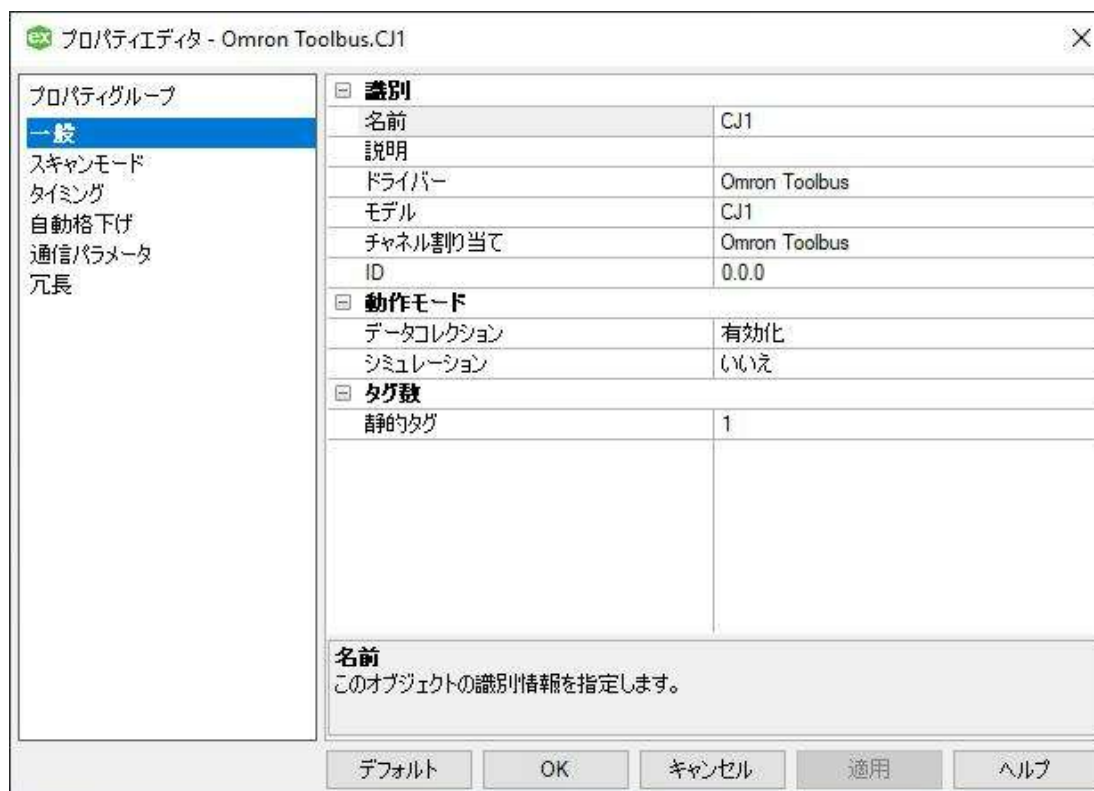 ex プロパティエディタ - Omron Toolbus.CJ1
プロパティグループ
一般
スキャンモード
タイミング
自動格下げ
通信パラメータ
冗長
識別
名前 CJ1
説明
ドライバー Omron Toolbus
モデル CJ1
チャネル割り当て Omron Toolbus
ID 0.0.0
動作モード
データコレクション 有効化
シミュレーション いいえ
タグ数
静的タグ 1
名前
このオブジェクトの識別情報を指定します。
デフォルト OK キャンセル 適用 ヘルプ